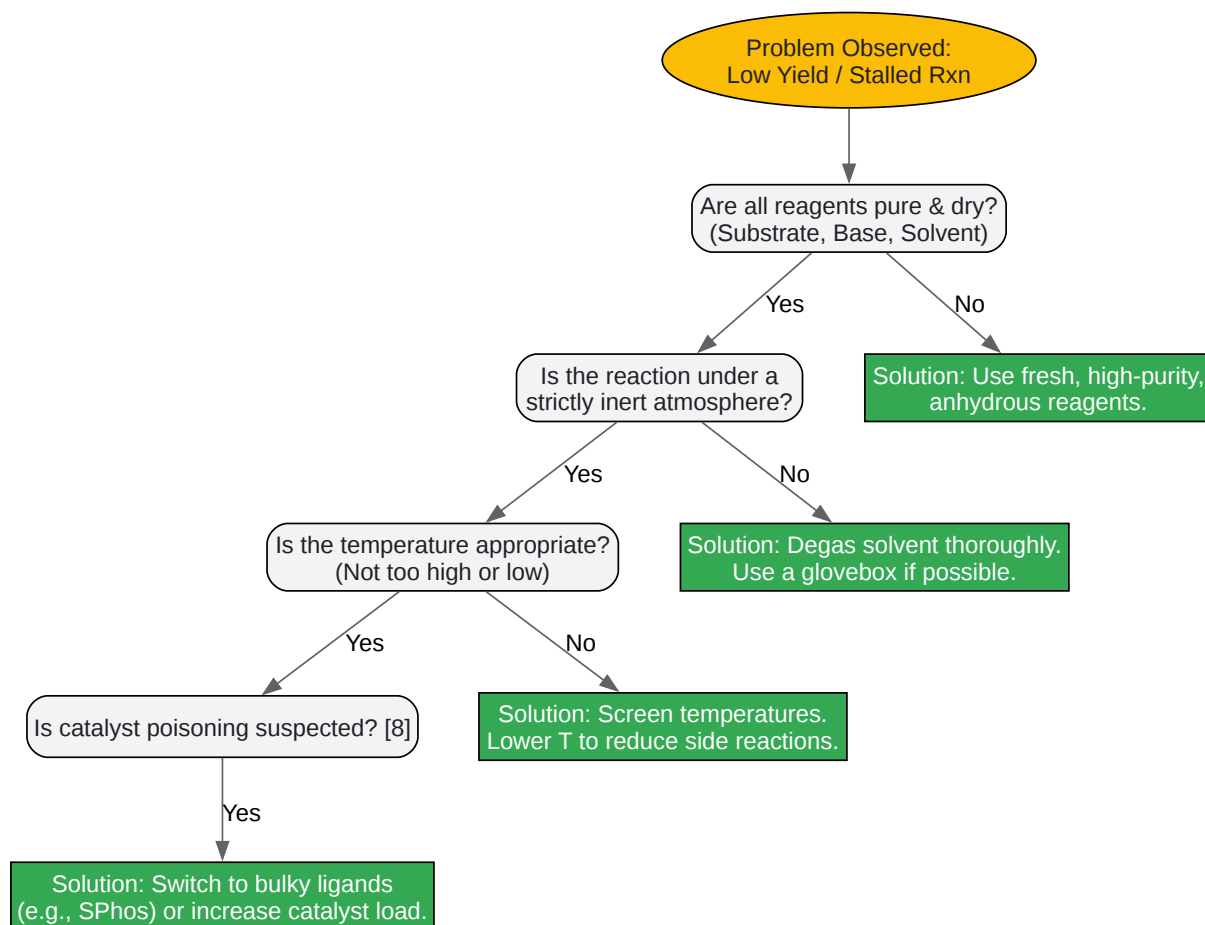 Problem Observed:
Low Yield / Stalled Rxn
Are all reagents pure & dry?
(Substrate, Base, Solvent)
Yes
No
Is the reaction under a
strictly inert atmosphere?
Solution: Use fresh, high-purity,
anhydrous reagents.
Yes
No
Is the temperature appropriate?
(Not too high or low)
Solution: Degas solvent thoroughly.
Use a glovebox if possible.
Yes
No
Is catalyst poisoning suspected? [8]
Solution: Screen temperatures.
Lower T to reduce side reactions.
Yes
Solution: Switch to bulky ligands
(e.g., SPhos) or increase catalyst load.